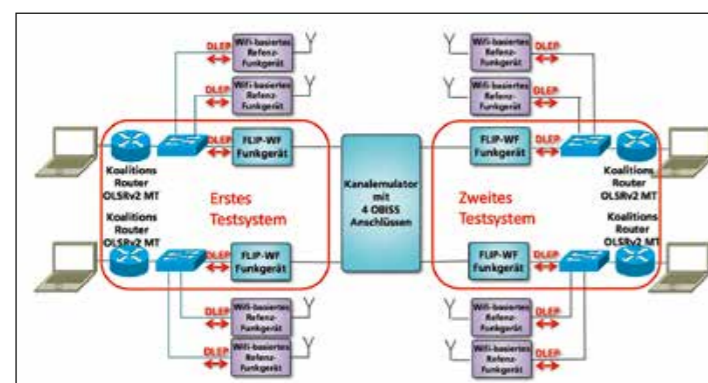 DLEP
Wifi-basiertes
Refenz-
Funkgerät
DLEP
Wifi-basiertes
Refenz-
Funkgerät
Wifi-basiertes
Refenz-
Funkgerät
DLEP
Wifi-basiertes
Refenz-
Funkgerät
DLEP
DLEP
FLIP-WF
Funkgerät
FLIP-WF
Funkgerät
DLEP
Koalitions
Router
OLSRv2 MT
Koalitions
Router
OLSRv2 MT
Erstes
Testsystem
Kanalemulator
mit
4 OBISS
Anschlüssen
Zweites
Testsystem
Koalitions
Router
OLSRv2 MT
Koalitions
Router
OLSRv2 MT
DLEP
FLIP-WF
Funkgerät
FLIP-WF
Funkgerät
DLEP
DLEP
Wifi-basiertes
Refenz-
Funkgerät
DLEP
Wifi-basiertes
Refenz-
Funkgerät
Wifi-basiertes
Refenz-
Funkgerät
DLEP
Wifi-basiertes
Refenz-
Funkgerät
DLEP